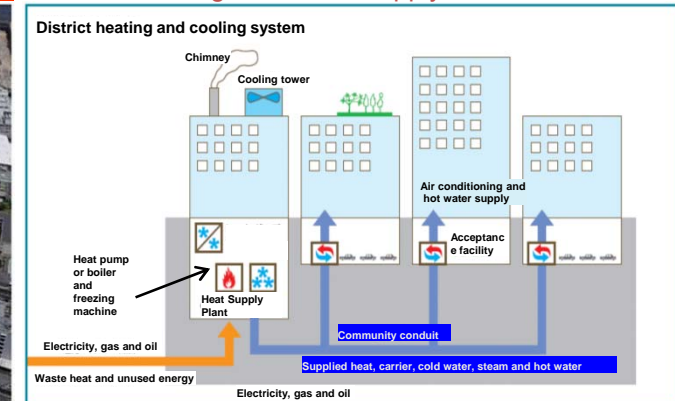 District heating and cooling system
Chimney
Cooling tower
Air conditioning and
hot water supply
Acceptanc
e facility
Heat pump
or boiler
and
freezing
machine
Heat Supply
Plant
Community conduit
Electricity, gas and oil
Supplied heat, carrier, cold water, steam and hot water
Waste heat and unused energy
Electricity, gas and oil